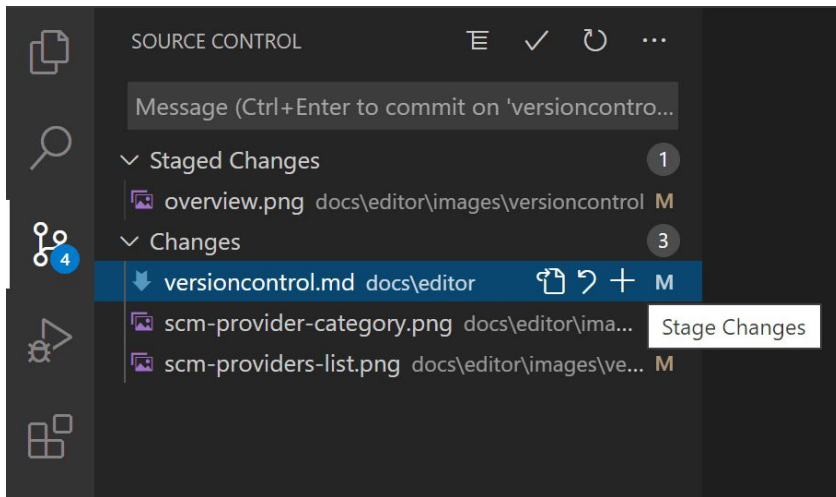 SOURCE CONTROL
Message (Ctrl+Enter to commit on 'versioncontro...
Staged Changes 1
overview.png docs\editor\images\versioncontrol M
Changes 3
4
versioncontrol.md docs\editor M
scm-provider-category.png docs\editor\ima...
Stage Changes
scm-providers-list.png docs\editor\images\ve... M